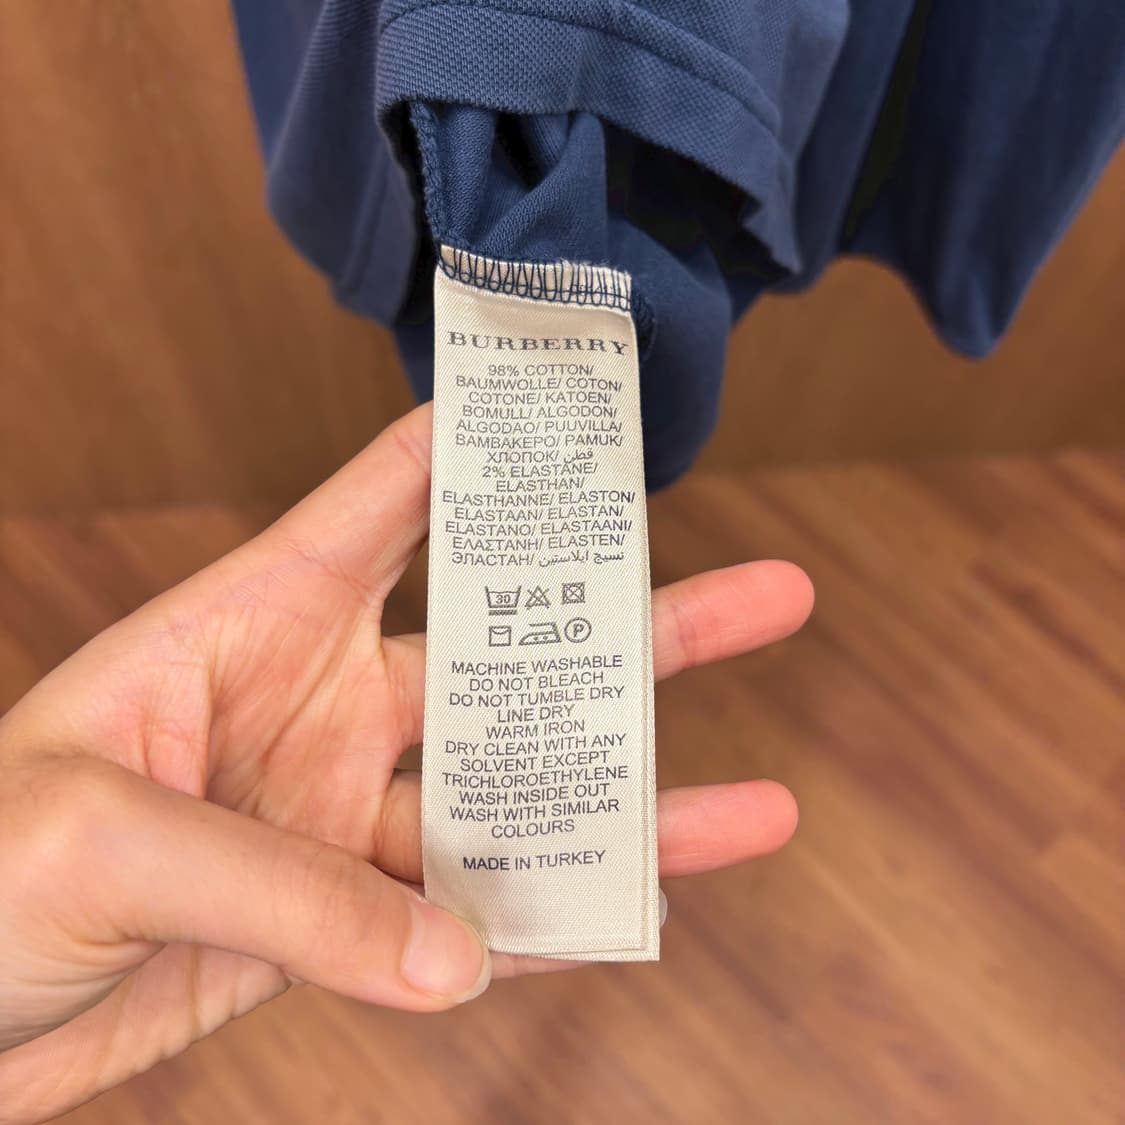 BURBERRY
98% COTTON/
BAUMWOLLE/ COTON/
COTONE/ KATOEN/
BOMULL/ ALGODON/
ALGODAO/ PUUVILLA/
BAMBAKEPO/ PAMUK/
ХЛОПОК/ قطن
2% ELASTANE/
ELASTHAN/
ELASTHANNE/ ELASTON/
ELASTAAN/ ELASTAN/
ELASTANO/ ELASTAANI/
ΕΛΑΣΤΑΝΗ/ ELASTEN/
ЭЛАСТАН/ نسيج ايلاستين
30
P
MACHINE WASHABLE
DO NOT BLEACH
DO NOT TUMBLE DRY
LINE DRY
WARM IRON
DRY CLEAN WITH ANY
SOLVENT EXCEPT
TRICHLOROETHYLENE
WASH INSIDE OUT
WASH WITH SIMILAR
COLOURS
MADE IN TURKEY